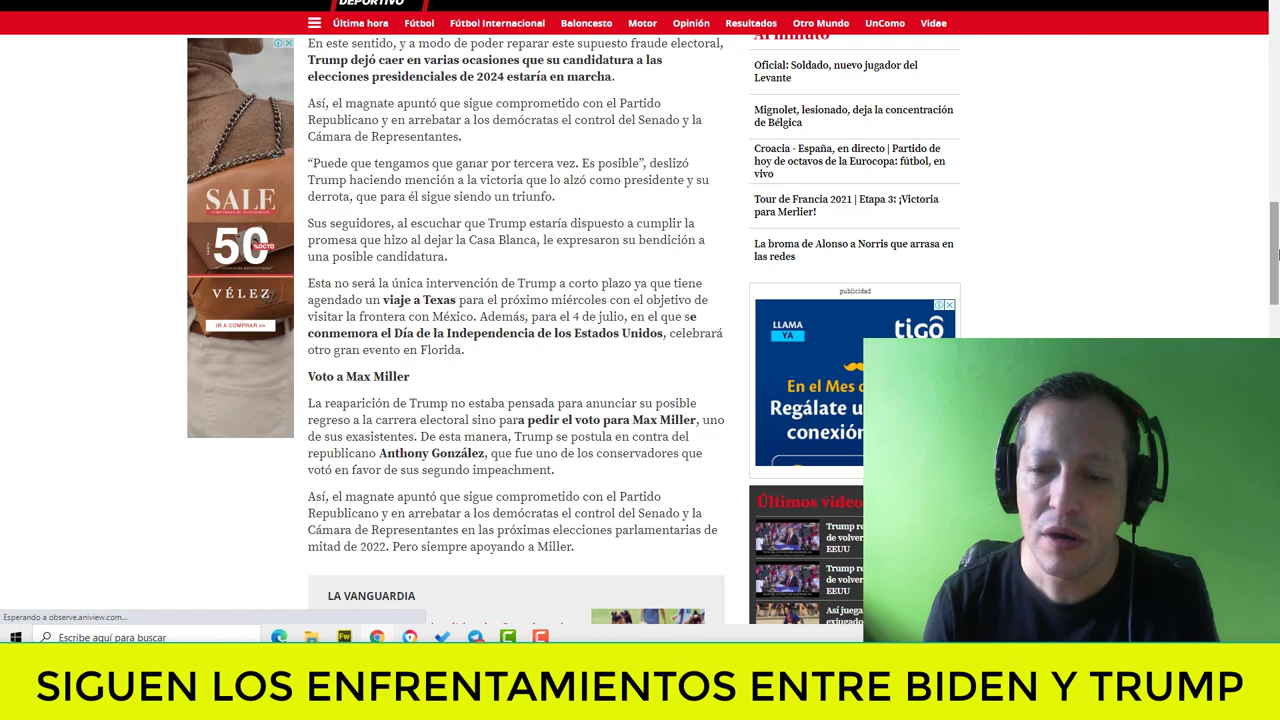 DEPORTIVO
Última hora Fútbol Fútbol Internacional Baloncesto Motor Opinión Resultados Otro Mundo UnComo Vidae
En este sentido, y a modo de poder reparar este supuesto fraude electoral,
Trump dejó caer en varias ocasiones que su candidatura a las
elecciones presidenciales de 2024 estaría en marcha.
Así, el magnate apuntó que sigue comprometido con el Partido
Republicano y en arrebatar a los demócratas el control del Senado y la
Cámara de Representantes.
“Puede que tengamos que ganar por tercera vez. Es posible”, deslizó
Trump haciendo mención a la victoria que lo alzó como presidente y su
derrota, que para él sigue siendo un triunfo.
Sus seguidores, al escuchar que Trump estaría dispuesto a cumplir la
promesa que hizo al dejar la Casa Blanca, le expresaron su bendición a
una posible candidatura.
Esta no será la única intervención de Trump a corto plazo ya que tiene
agendado un viaje a Texas para el próximo miércoles con el objetivo de
visitar la frontera con México. Además, para el 4 de julio, en el que se
conmemora el Día de la Independencia de los Estados Unidos, celebrará
otro gran evento en Florida.
Voto a Max Miller
La reaparición de Trump no estaba pensada para anunciar su posible
regreso a la carrera electoral sino para pedir el voto para Max Miller, uno
de sus exasistentes. De esta manera, Trump se postula en contra del
republicano Anthony González, que fue uno de los conservadores que
votó en favor de sus segundo impeachment.
Así, el magnate apuntó que sigue comprometido con el Partido
Republicano y en arrebatar a los demócratas el control del Senado y la
Cámara de Representantes en las próximas elecciones parlamentarias de
mitad de 2022. Pero siempre apoyando a Miller.
LA VANGUARDIA
SALE
50 %DCTO
VÉLEZ
IR A COMPRAR >>
Al minuto
Oficial: Soldado, nuevo jugador del
Levante
Mignolet, lesionado, deja la concentración
de Bélgica
Croacia - España, en directo | Partido de
hoy de octavos de la Eurocopa: fútbol, en
vivo
Tour de Francia 2021 | Etapa 3: ¡Victoria
para Merlier!
La broma de Alonso a Norris que arrasa en
las redes
publicidad
LLAMA
YA
tigo
En el Mes d
Regálate u
conexión
Últimos video
Trump re
de volver
EEUU
Trump re
de volver
EEUU
Así juega
exjugado
Esperando a observe.aniview.com...
Escribe aquí para buscar
Fw
SIGUEN LOS ENFRENTAMIENTOS ENTRE BIDEN Y TRUMP